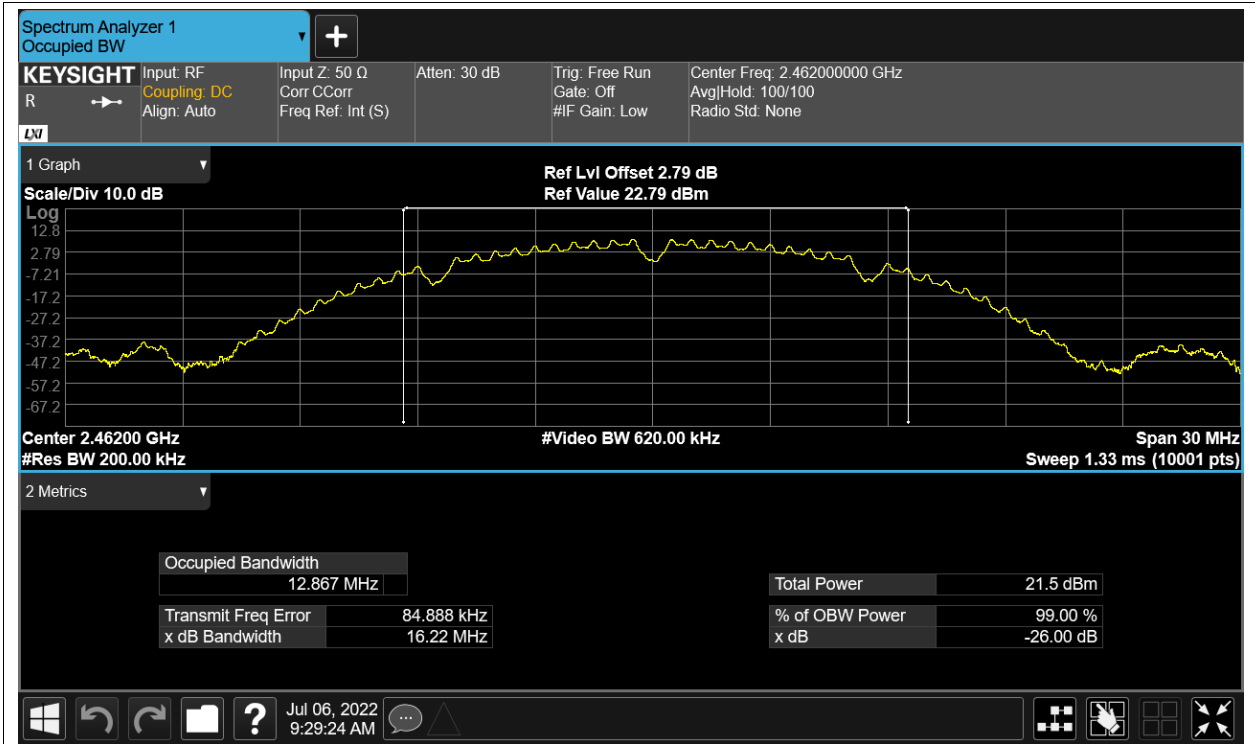 Spectrum Analyzer 1
Occupied BW
+
KEYSIGHT Input: RF Input Z: 50 Ω Atten: 30 dB Trig: Free Run Center Freq: 2.462000000 GHz
R Coupling: DC Corr CCorr Gate: Off Avg|Hold: 100/100
Align: Auto Freq Ref: Int (S) #IF Gain: Low Radio Std: None
LXI
1 Graph
Ref Lvl Offset 2.79 dB
Scale/Div 10.0 dB Ref Value 22.79 dBm
Log
12.8
2.79
-7.21
-17.2
-27.2
-37.2
-47.2
-57.2
-67.2
Center 2.46200 GHz #Video BW 620.00 kHz Span 30 MHz
#Res BW 200.00 kHz Sweep 1.33 ms (10001 pts)
2 Metrics
Occupied Bandwidth
12.867 MHz Total Power 21.5 dBm
Transmit Freq Error 84.888 kHz % of OBW Power 99.00 %
x dB Bandwidth 16.22 MHz x dB -26.00 dB
? Jul 06, 2022
9:29:24 AM